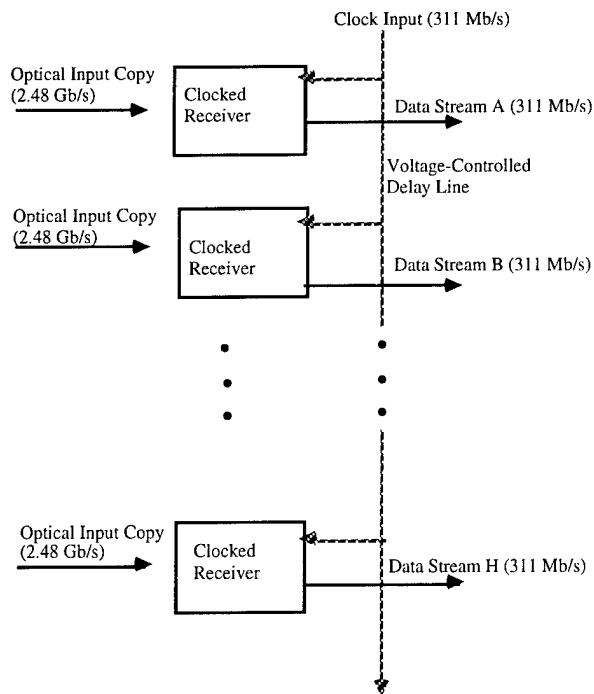 Clock Input (311 Mb/s)
Optical Input Copy
(2.48 Gb/s)
Clocked
Receiver
Data Stream A (311 Mb/s)
Voltage-Controlled
Delay Line
Optical Input Copy
(2.48 Gb/s)
Clocked
Receiver
Data Stream B (311 Mb/s)
Optical Input Copy
(2.48 Gb/s)
Clocked
Receiver
Data Stream H (311 Mb/s)